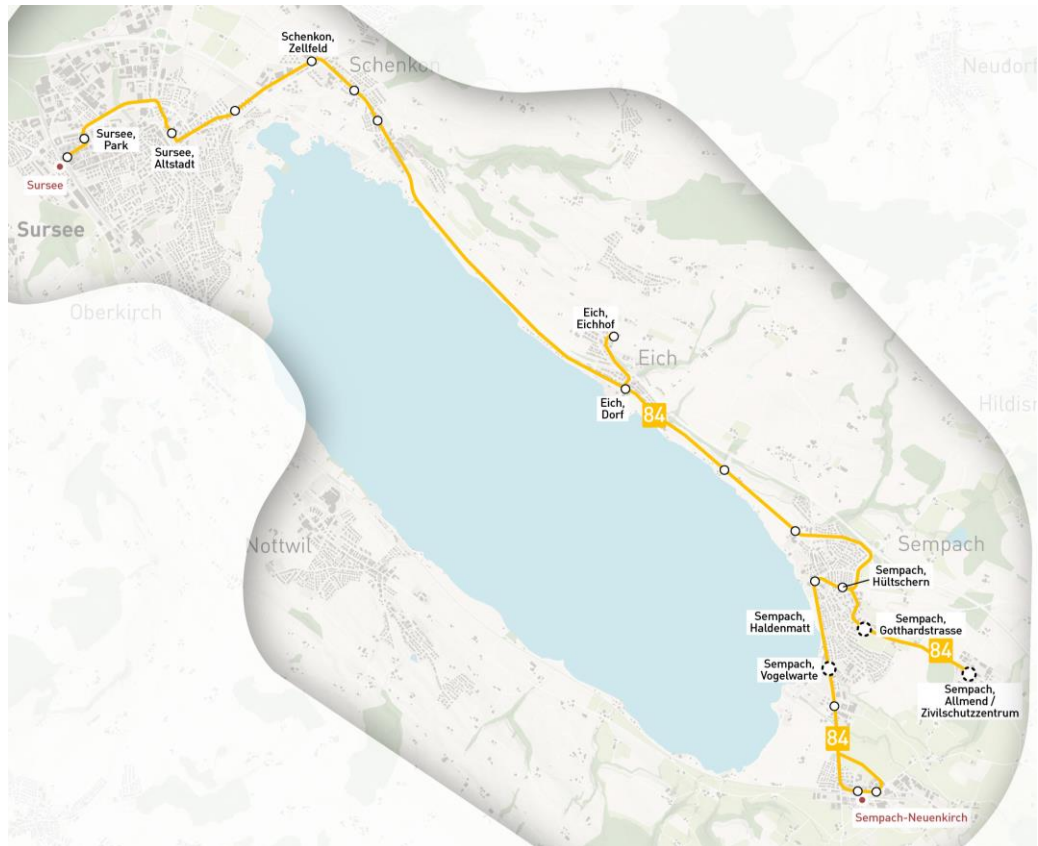 Schenkon,
Zellfeld
Schenkon
Neudorf
Sursee,
Park
Sursee,
Altstadt
Sursee
Sursee
Oberkirch
Eich,
Eichhof
Eich
Eich,
Dorf
84
Hildisr
Nottwil
Sempach
Sempach,
Hültschern
Sempach,
Haldenmatt
Sempach,
Gotthardstrasse
84
Sempach,
Vogelwarte
Sempach,
Allmend /
Zivilschutzzentrum
84
Sempach-Neuenkirch